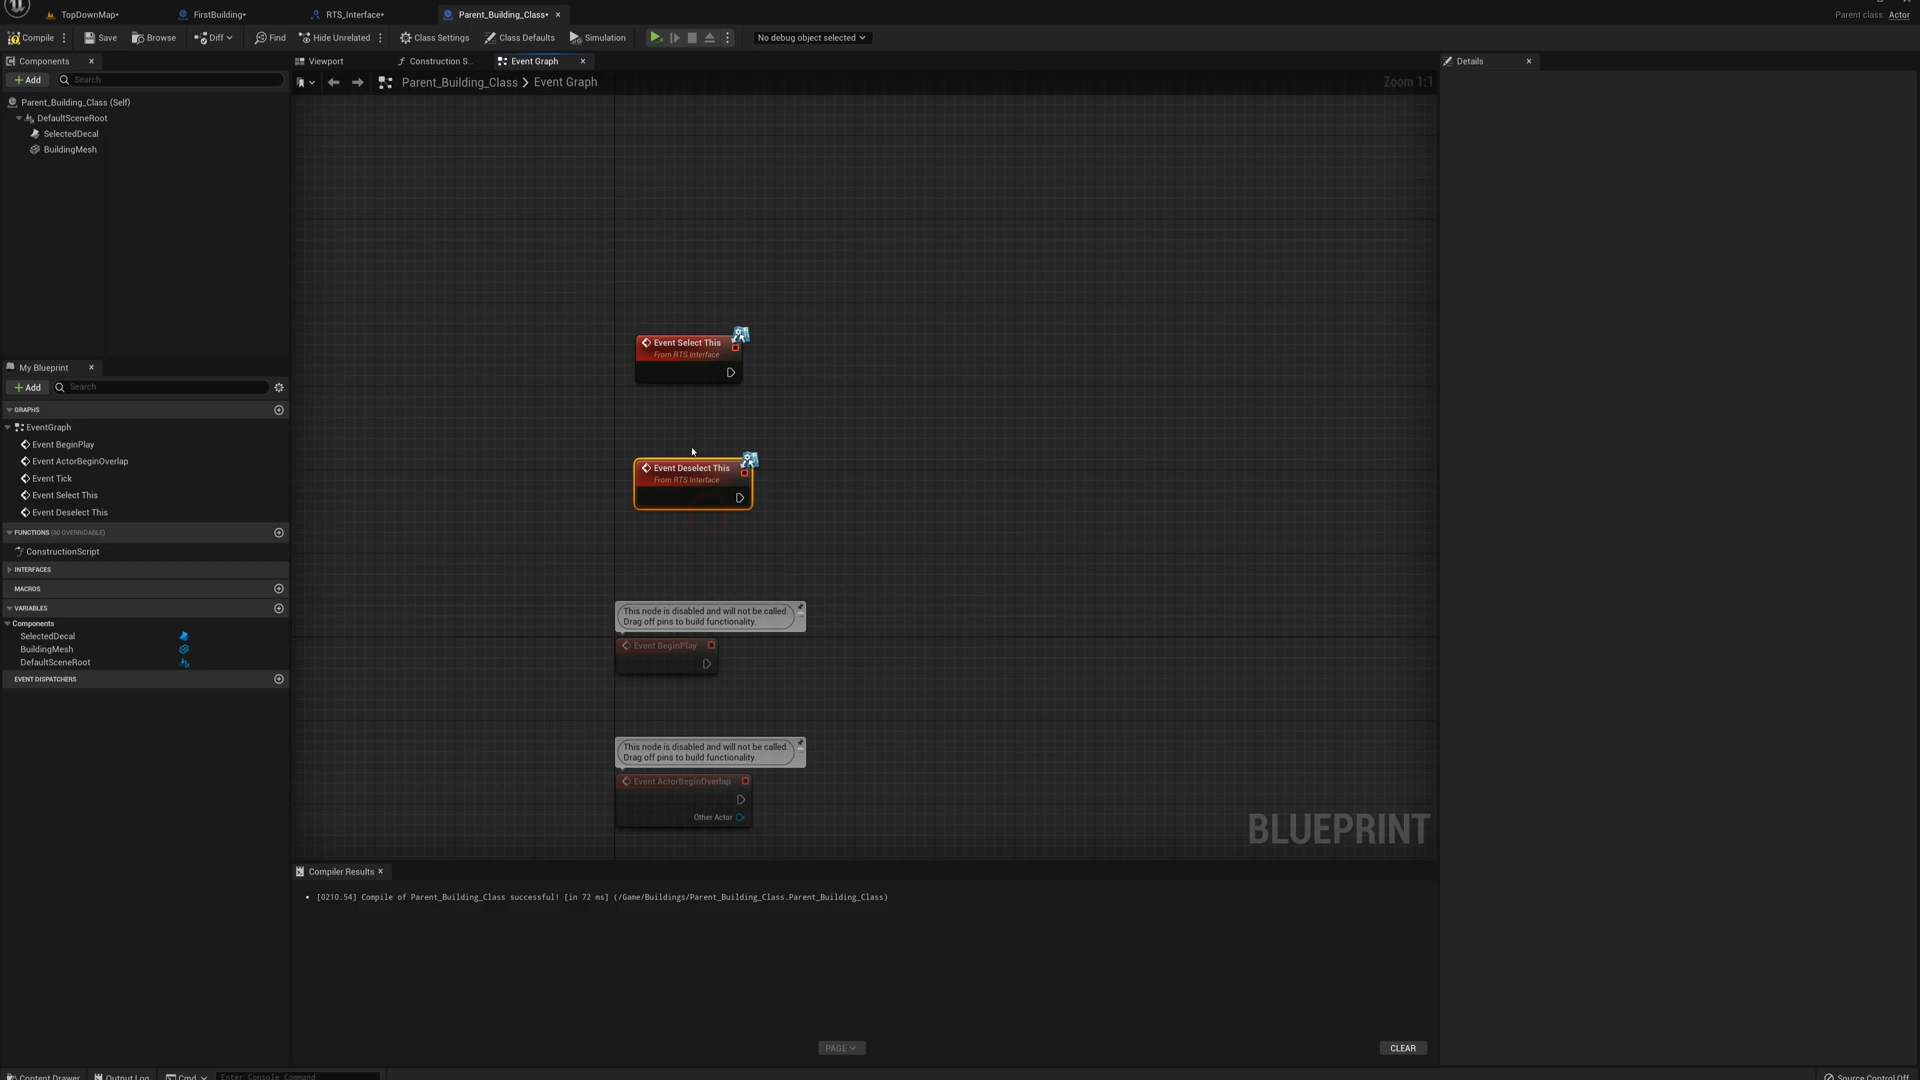 TopDownMap*
FirstBuilding*
RTS_Interface*
Parent_Building_Class*
Parent class: Actor
Compile
Save
Browse
Diff
Find
Hide Unrelated
Class Settings
Class Defaults
Simulation
No debug object selected
Components
Viewport
Construction S...
Event Graph
Details
Add
Search
Parent_Building_Class > Event Graph
Zoom 1:1
Parent_Building_Class (Self)
DefaultSceneRoot
SelectedDecal
BuildingMesh
Event Select This
From RTS Interface
My Blueprint
Add
Search
GRAPHS
EventGraph
Event BeginPlay
Event ActorBeginOverlap
Event Tick
Event Select This
Event Deselect This
Event Deselect This
From RTS Interface
FUNCTIONS (30 OVERRIDABLE)
ConstructionScript
INTERFACES
MACROS
VARIABLES
Components
SelectedDecal
BuildingMesh
DefaultSceneRoot
EVENT DISPATCHERS
This node is disabled and will not be called.
Drag off pins to build functionality.
Event BeginPlay
This node is disabled and will not be called.
Drag off pins to build functionality.
Event ActorBeginOverlap
Other Actor
BLUEPRINT
Compiler Results
[0210.54] Compile of Parent_Building_Class successful! [in 72 ms] (/Game/Buildings/Parent_Building_Class.Parent_Building_Class)
PAGE
CLEAR
Content Drawer
Output Log
Cmd
Enter Console Command
Source Control Off